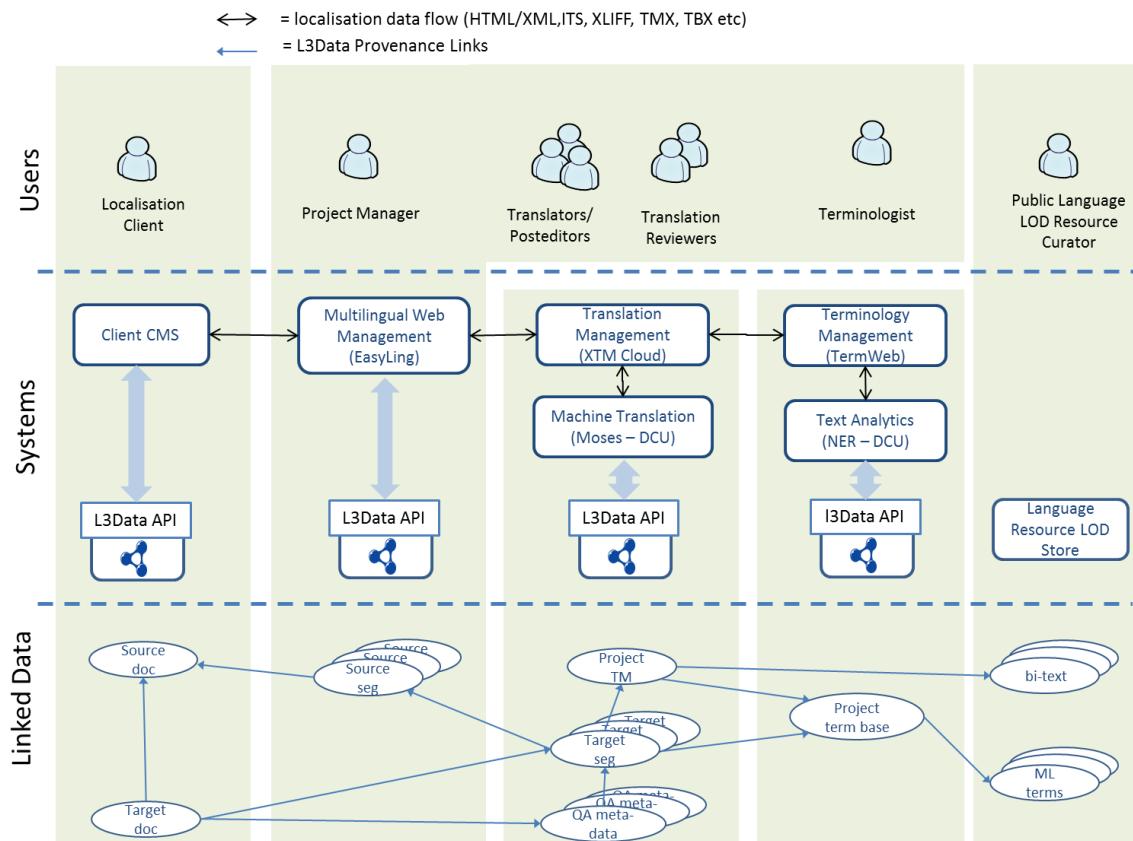 = localisation data flow (HTML/XML,ITS, XLIFF, TMX, TBX etc)
= L3Data Provenance Links
Users
Localisation
Client
Project Manager
Translators/
Posteditors
Translation
Reviewers
Terminologist
Public Language
LOD Resource
Curator
Systems
Client CMS
Multilingual Web
Management
(EasyLing)
Translation
Management
(XTM Cloud)
Terminology
Management
(TermWeb)
Machine Translation
(Moses – DCU)
Text Analytics
(NER – DCU)
L3Data API
L3Data API
L3Data API
l3Data API
Language
Resource LOD
Store
Linked Data
Source
doc
Source
Source
Source
seg
Project
TM
bi-text
Target
Target
Target
seg
Project
term base
ML
terms
Target
doc
QA meta-
QA meta-
QA meta-
data